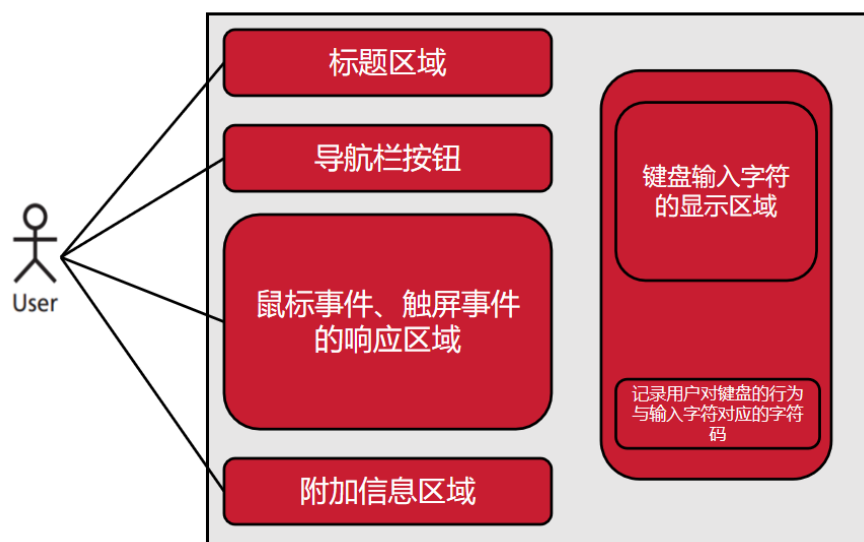 标题区域
导航栏按钮
鼠标事件、触屏事件
的响应区域
附加信息区域
键盘输入字符
的显示区域
记录用户对键盘的行为
与输入字符对应的字符
码
User